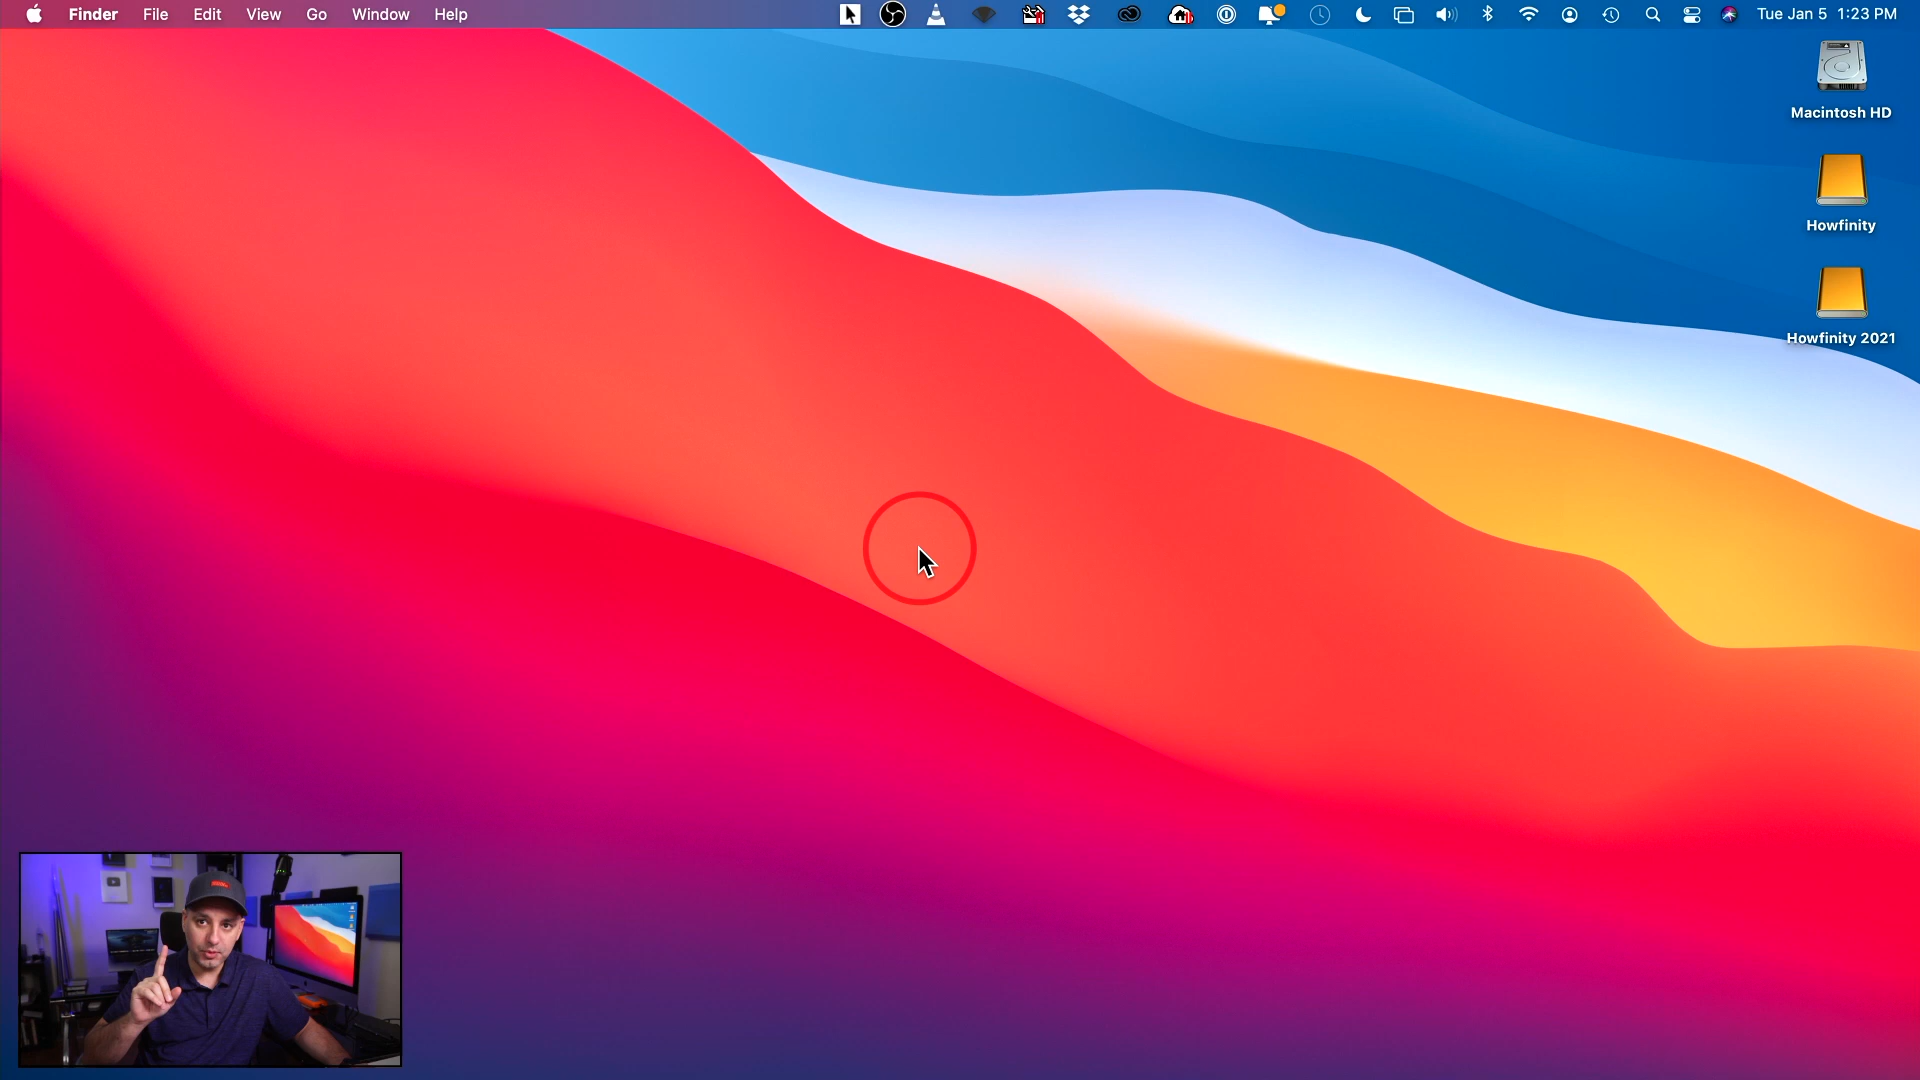 Finder File Edit View Go Window Help Tue Jan 5 1:23 PM
Macintosh HD
Howfinity
Howfinity 2021